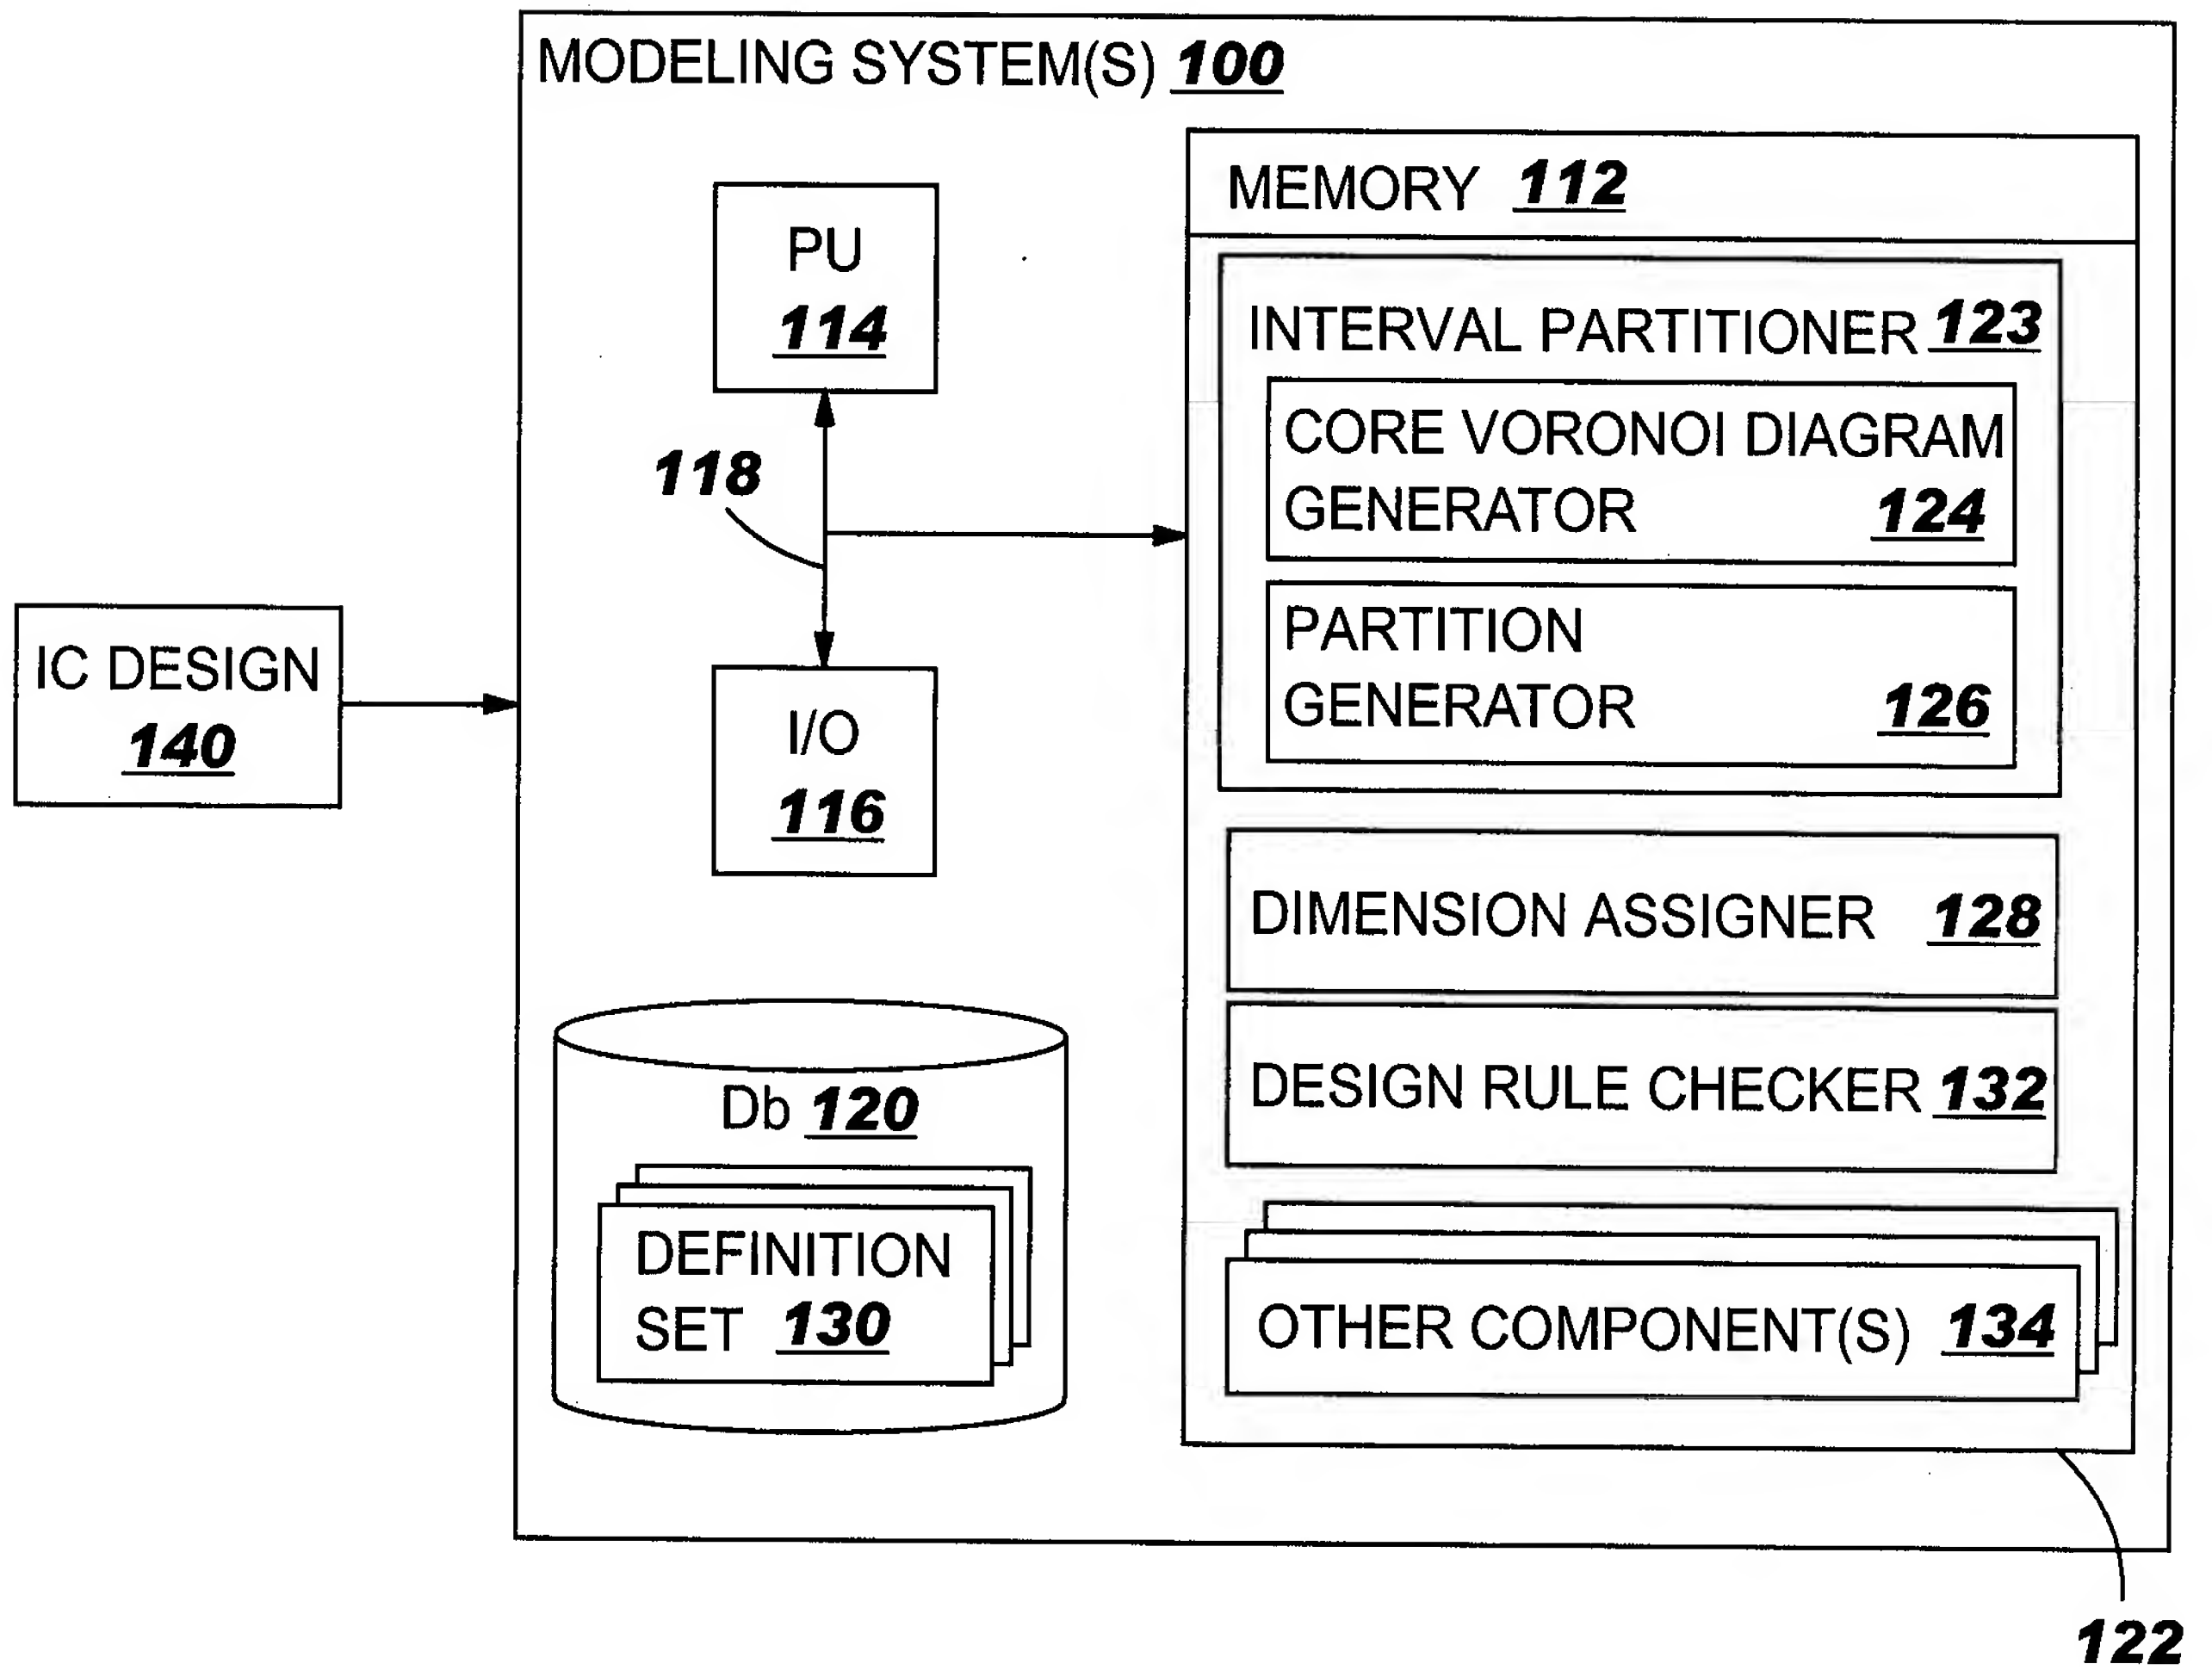 MODELING SYSTEM(S) 100
MEMORY 112
PU
114
INTERVAL PARTITIONER 123
CORE VORONOI DIAGRAM
GENERATOR 124
118
PARTITION
GENERATOR 126
IC DESIGN
140
I/O
116
DIMENSION ASSIGNER 128
DESIGN RULE CHECKER 132
Db 120
DEFINITION
SET 130
OTHER COMPONENT(S) 134
122